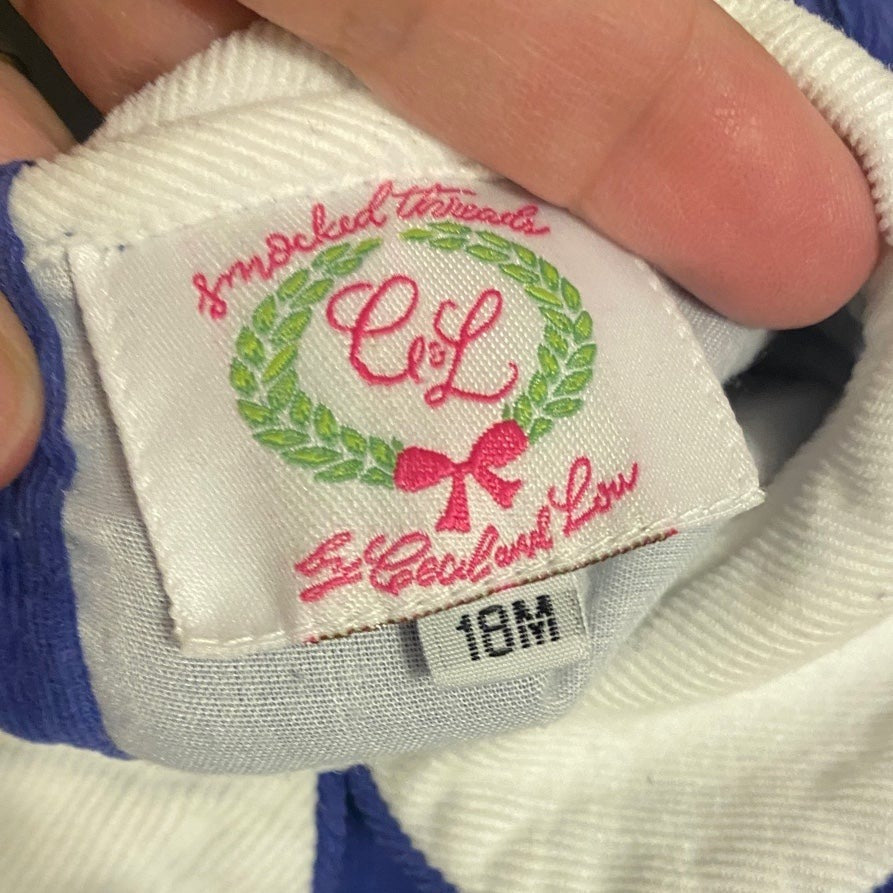 smocked threads
C&L
by Cecil and Lou
18M